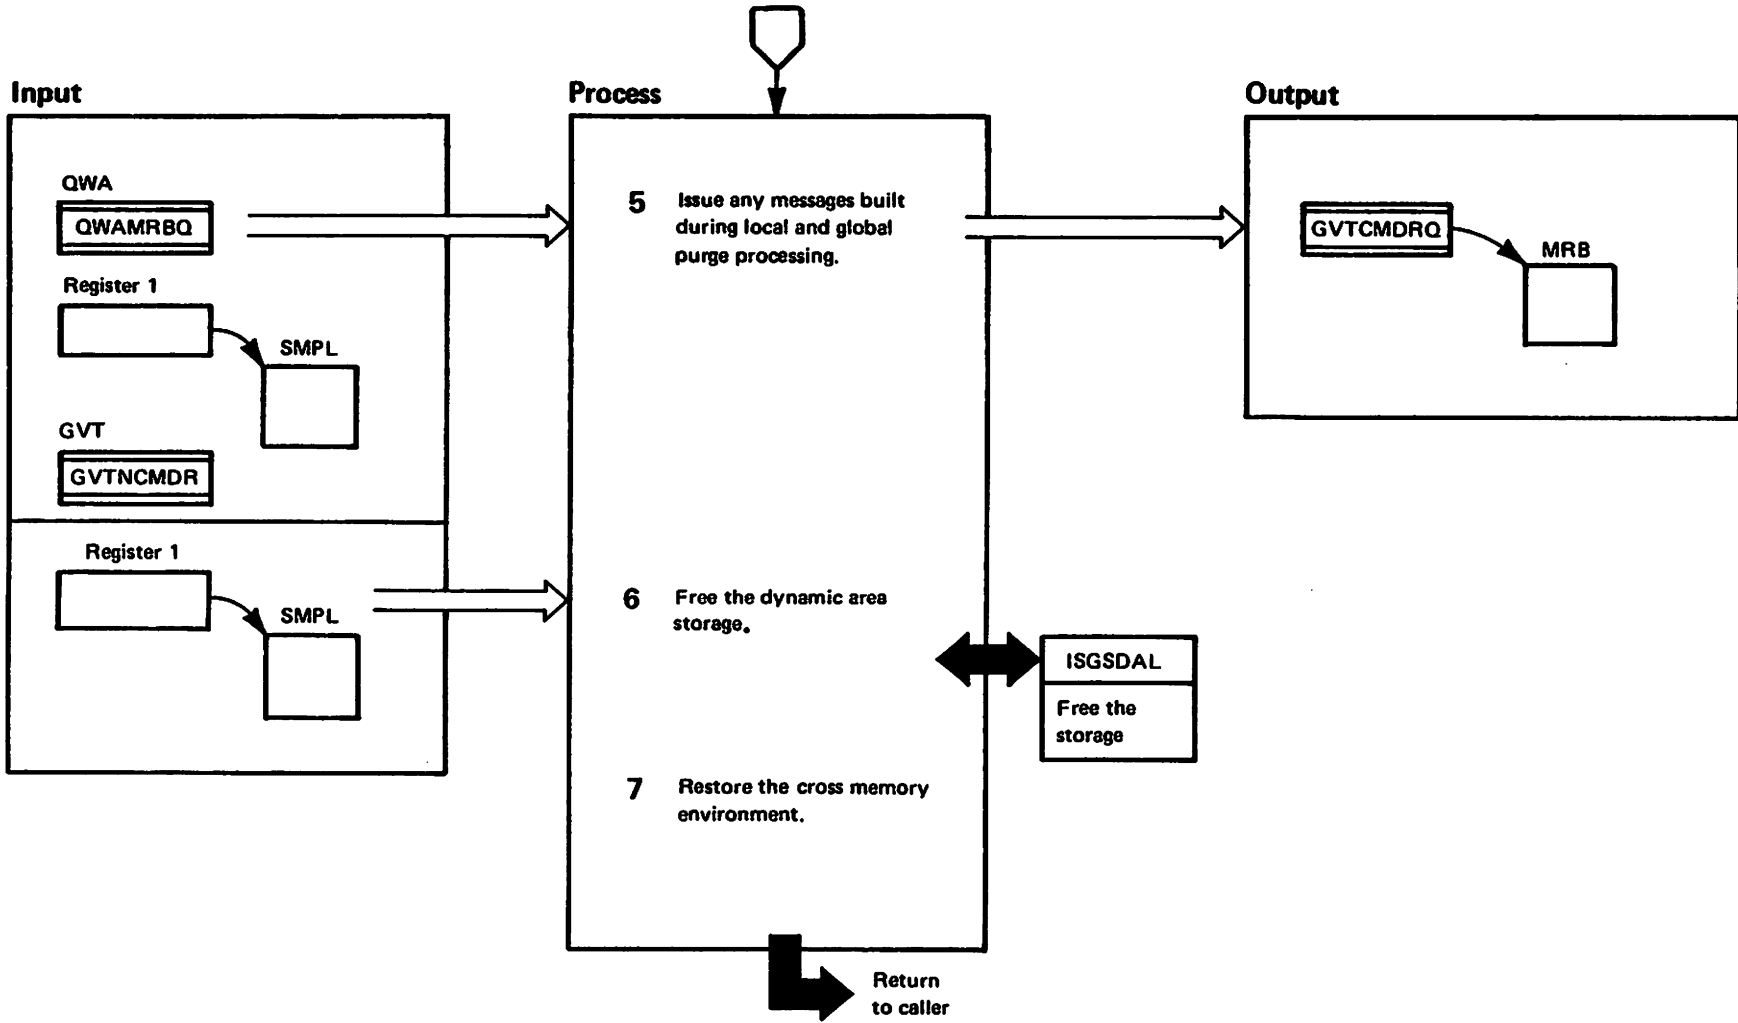 Input
QWA
QWAMRBQ
Register 1
SMPL
GVT
GVTNCMDR
Register 1
SMPL
Process
5 Issue any messages built
during local and global
purge processing.
6 Free the dynamic area
storage.
7 Restore the cross memory
environment.
ISGSDAL
Free the
storage
Return
to caller
Output
GVTCMDRQ
MRB